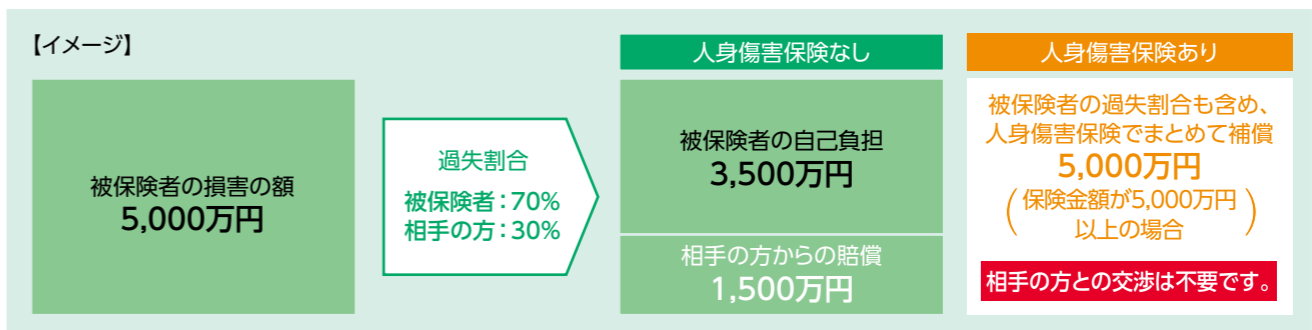 【イメージ】
被保険者の損害の額
5,000万円
過失割合
被保険者：70%
相手の方：30%
人身傷害保険なし
被保険者の自己負担
3,500万円
相手の方からの賠償
1,500万円
人身傷害保険あり
被保険者の過失割合も含め、
人身傷害保険でまとめて補償
5,000万円
（保険金額が5,000万円
以上の場合）
相手の方との交渉は不要です。